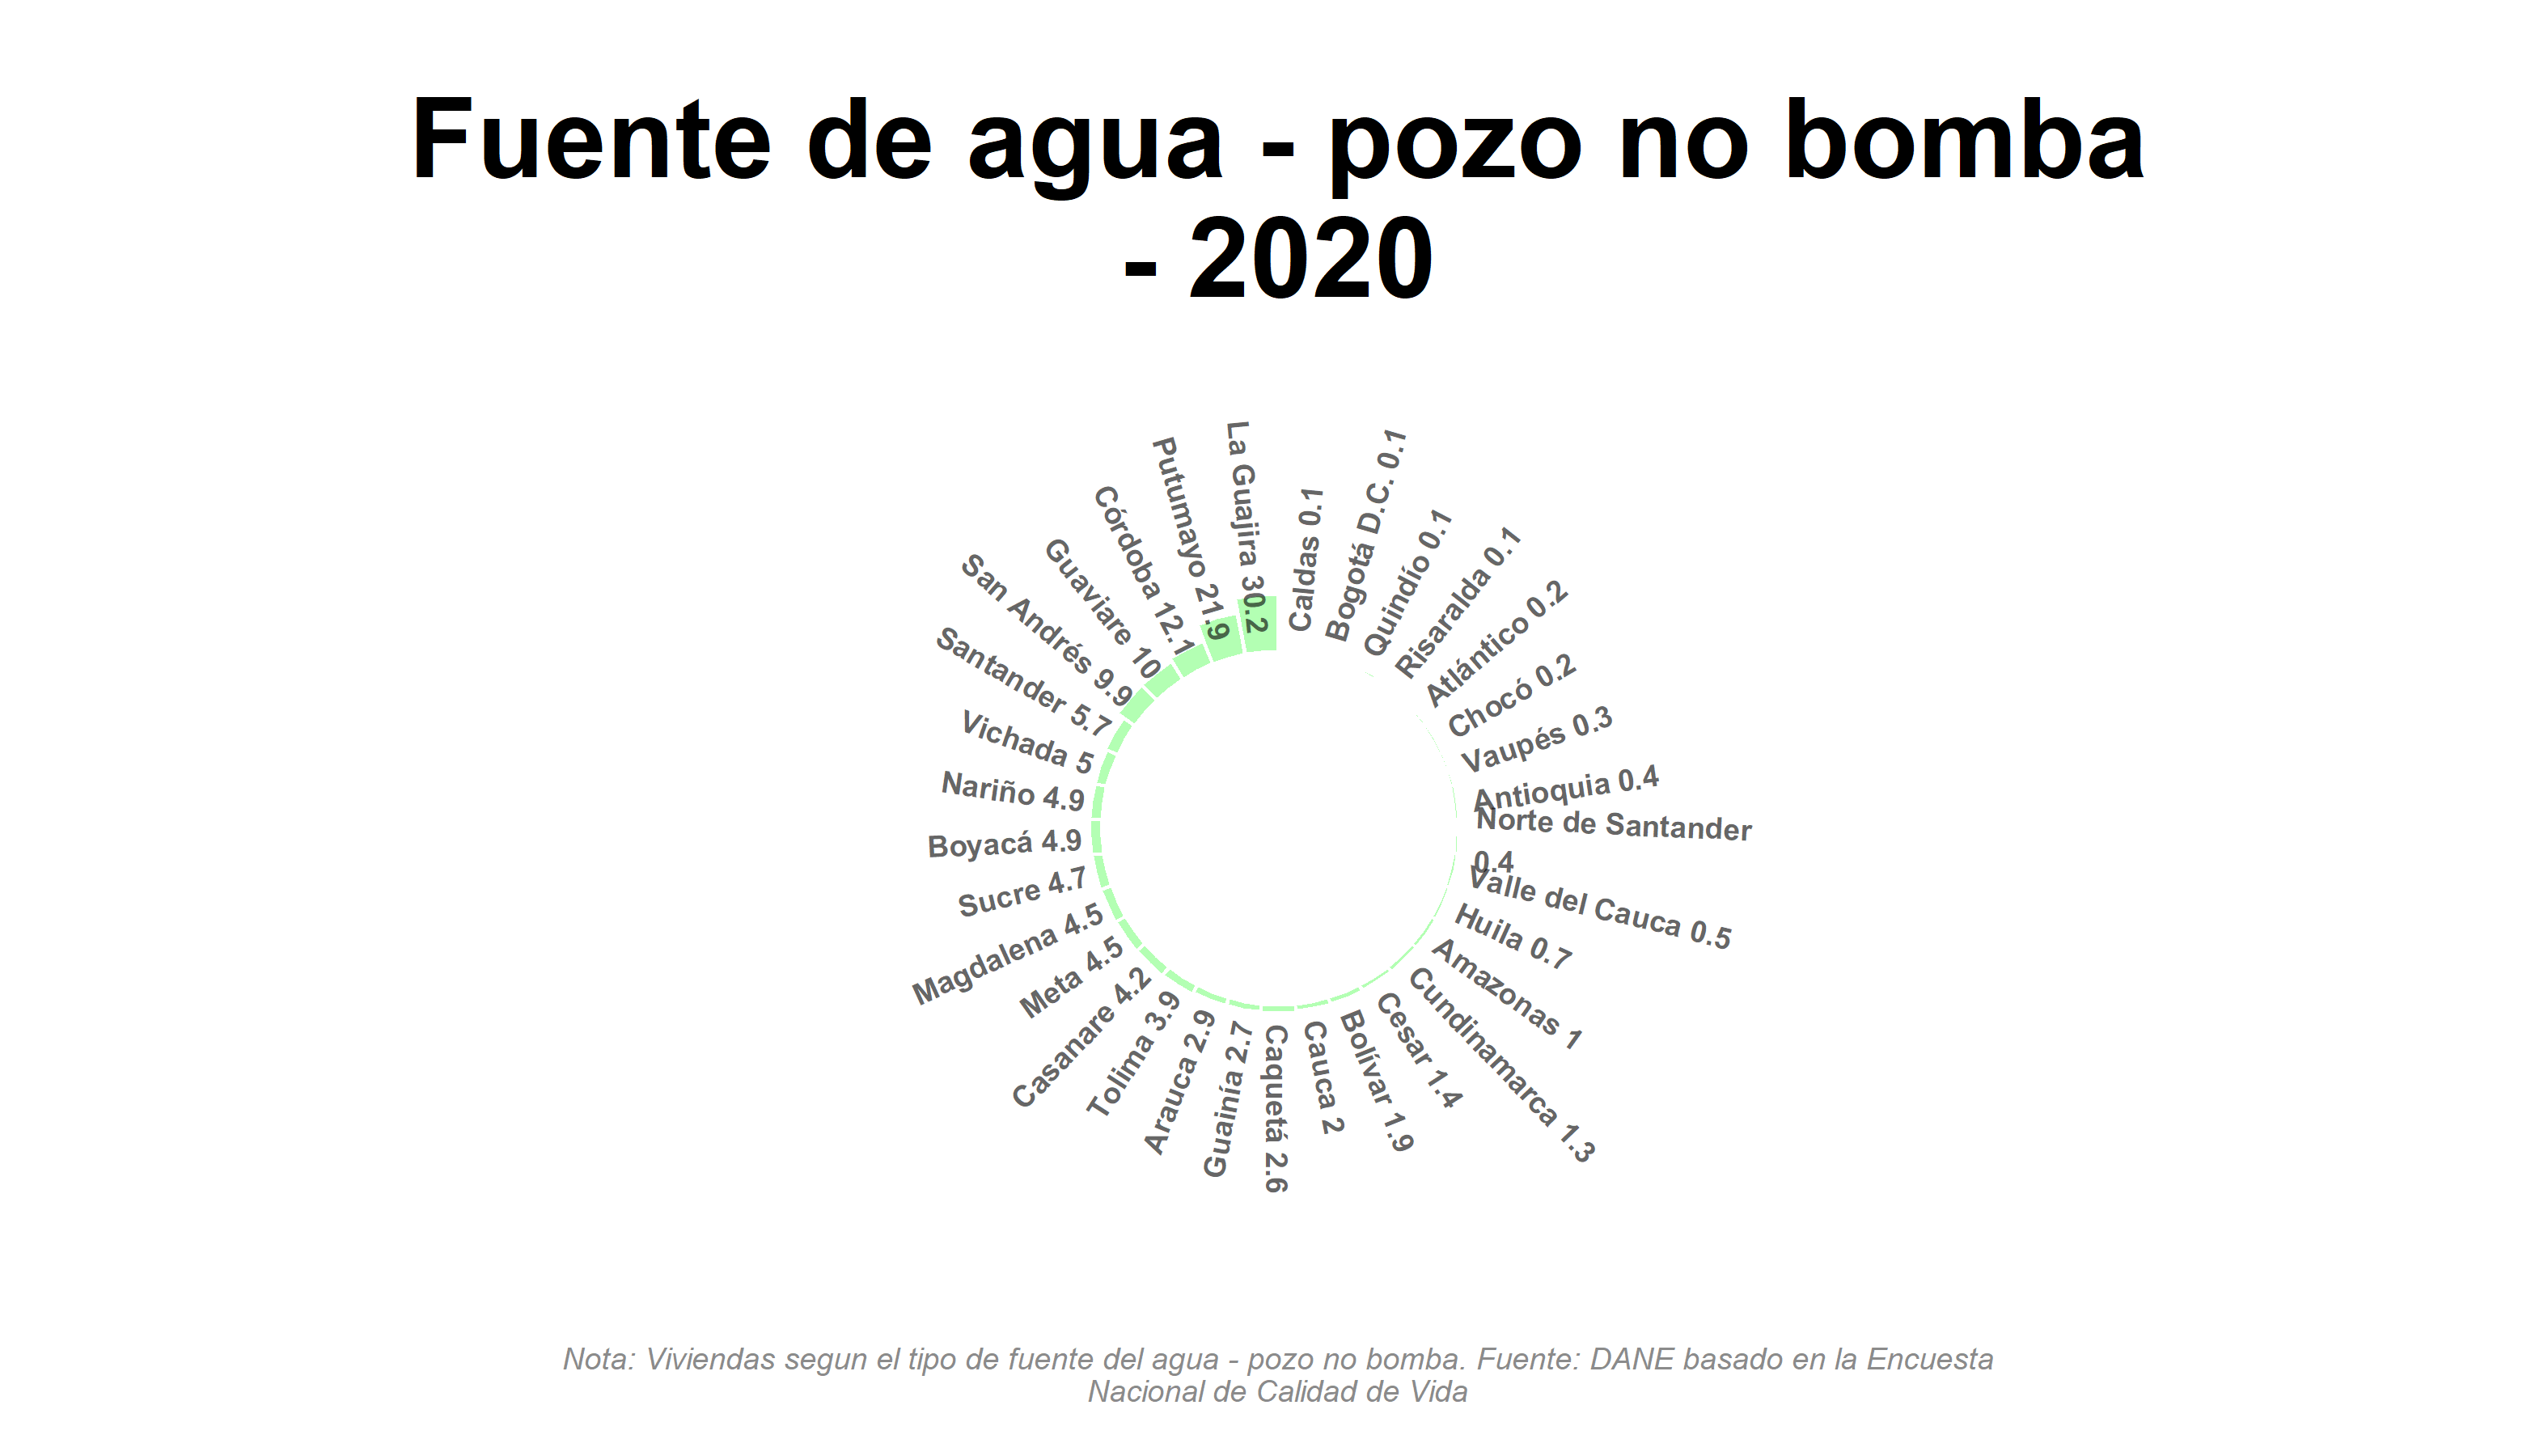 Fuente de agua - pozo no bomba
- 2020
Caldas 0.1
Bogotá D.C. 0.1
Quindío 0.1
Risaralda 0.1
Atlántico 0.2
Chocó 0.2
Vaupés 0.3
Antioquia 0.4
Norte de Santander
0.4
Valle del Cauca 0.5
Huila 0.7
Amazonas 1
Cundinamarca 1.3
Cesar 1.4
Bolívar 1.9
Cauca 2
Caquetá 2.6
Guainía 2.7
Arauca 2.9
Tolima 3.9
Casanare 4.2
Meta 4.5
Magdalena 4.5
Sucre 4.7
Boyacá 4.9
Nariño 4.9
Vichada 5
Santander 5.7
San Andrés 9.9
Guaviare 10
Córdoba 12.1
Putumayo 21.9
La Guajira 30.2
Nota: Viviendas segun el tipo de fuente del agua - pozo no bomba. Fuente: DANE basado en la Encuesta
Nacional de Calidad de Vida